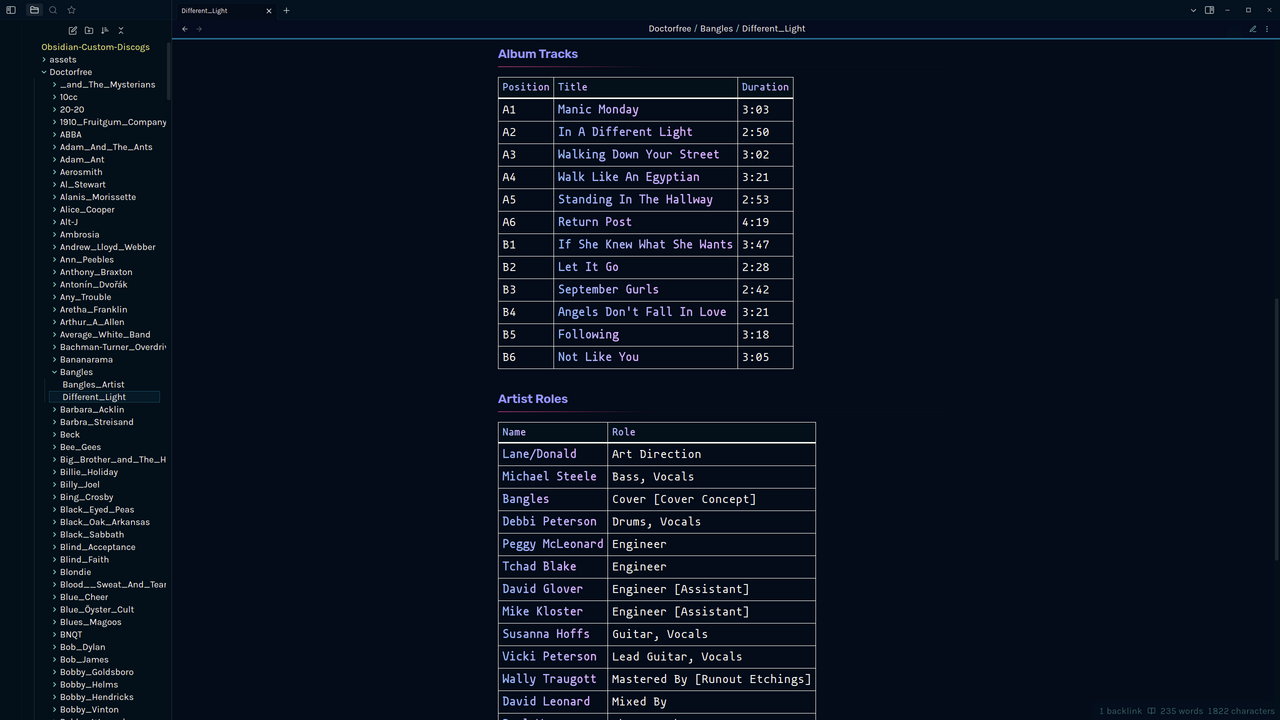 Different_Light
Doctorfree / Bangles / Different_Light
Obsidian-Custom-Discogs
assets
Doctorfree
_and_The_Mysterians
10cc
20-20
1910_Fruitgum_Company
ABBA
Adam_And_The_Ants
Adam_Ant
Aerosmith
Al_Stewart
Alanis_Morissette
Alice_Cooper
Alt-J
Ambrosia
Andrew_Lloyd_Webber
Ann_Peebles
Anthony_Braxton
Antonín_Dvořák
Any_Trouble
Aretha_Franklin
Arthur_A_Allen
Average_White_Band
Bachman-Turner_Overdri
Bananarama
Bangles
Bangles_Artist
Different_Light
Barbara_Acklin
Barbra_Streisand
Beck
Bee_Gees
Big_Brother_and_The_H
Billie_Holiday
Billy_Joel
Bing_Crosby
Black_Eyed_Peas
Black_Oak_Arkansas
Black_Sabbath
Blind_Acceptance
Blind_Faith
Blondie
Blood__Sweat_And_Tear
Blue_Cheer
Blue_Öyster_Cult
Blues_Magoos
BNQT
Bob_Dylan
Bob_James
Bobby_Goldsboro
Bobby_Helms
Bobby_Hendricks
Bobby_Vinton
Album Tracks
Position Title Duration
A1 Manic Monday 3:03
A2 In A Different Light 2:50
A3 Walking Down Your Street 3:02
A4 Walk Like An Egyptian 3:21
A5 Standing In The Hallway 2:53
A6 Return Post 4:19
B1 If She Knew What She Wants 3:47
B2 Let It Go 2:28
B3 September Gurls 2:42
B4 Angels Don't Fall In Love 3:21
B5 Following 3:18
B6 Not Like You 3:05
Artist Roles
Name Role
Lane/Donald Art Direction
Michael Steele Bass, Vocals
Bangles Cover [Cover Concept]
Debbi Peterson Drums, Vocals
Peggy McLeonard Engineer
Tchad Blake Engineer
David Glover Engineer [Assistant]
Mike Kloster Engineer [Assistant]
Susanna Hoffs Guitar, Vocals
Vicki Peterson Lead Guitar, Vocals
Wally Traugott Mastered By [Runout Etchings]
David Leonard Mixed By
1 backlink 235 words 1822 characters